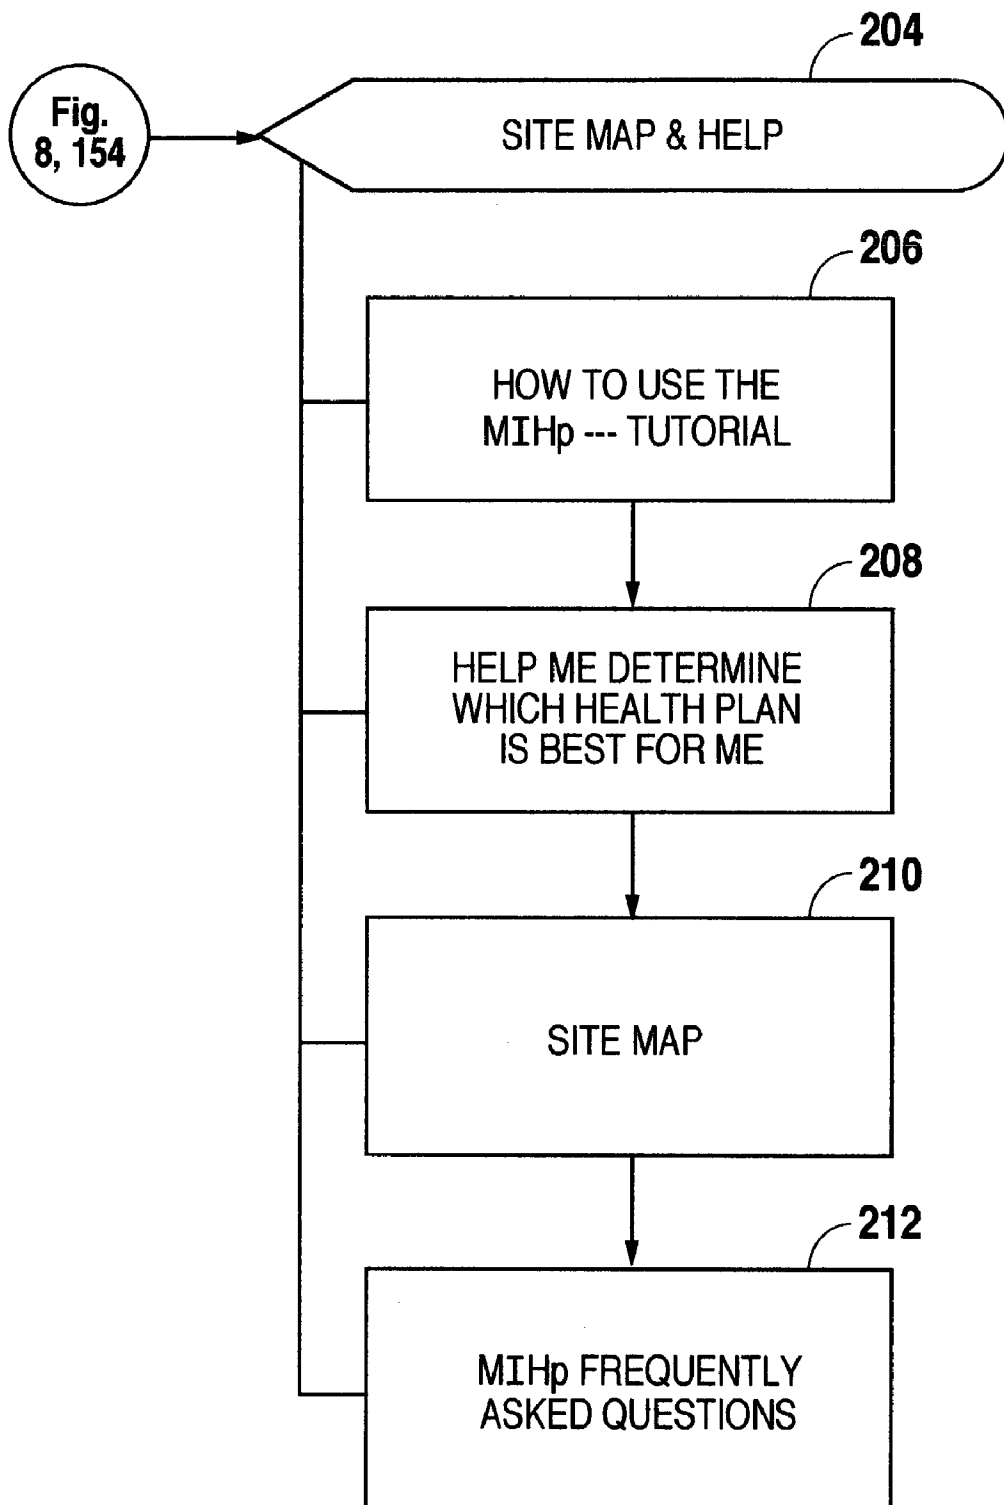 204
Fig.
8, 154
SITE MAP & HELP
206
HOW TO USE THE
MIHp --- TUTORIAL
208
HELP ME DETERMINE
WHICH HEALTH PLAN
IS BEST FOR ME
210
SITE MAP
212
MIHp FREQUENTLY
ASKED QUESTIONS